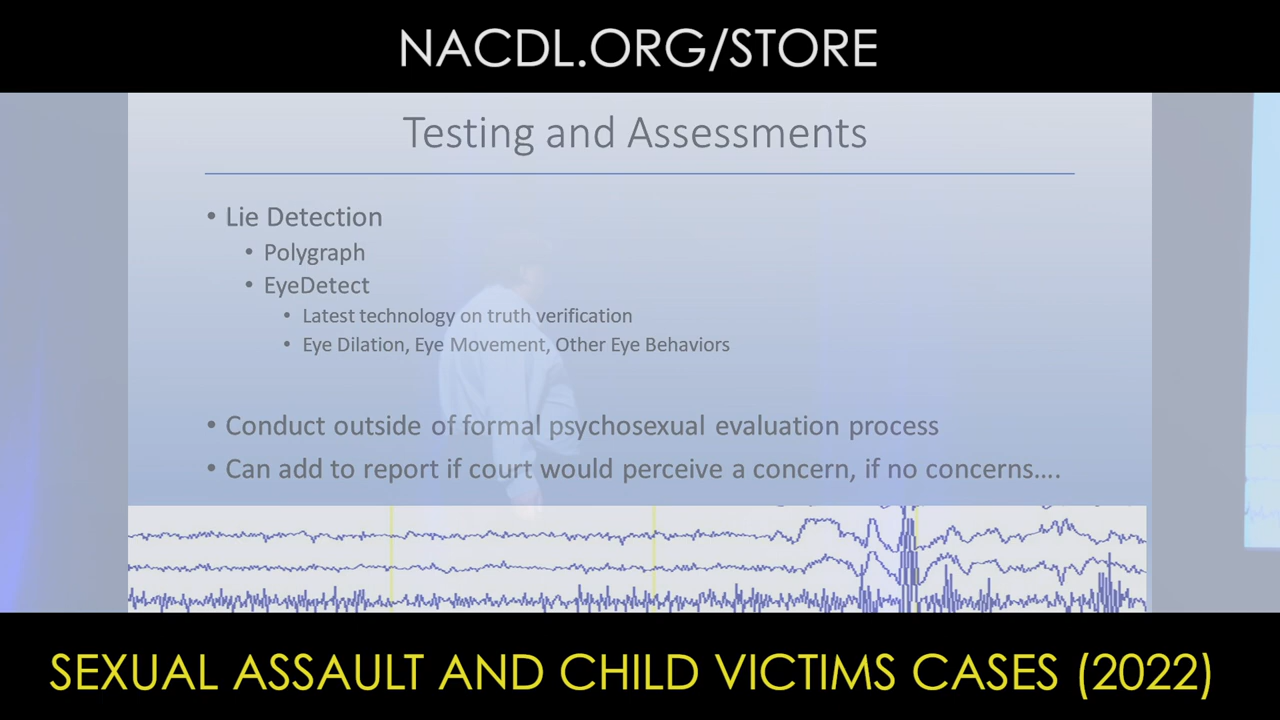 NACDL.ORG/STORE
Testing and Assessments
• Lie Detection
• Polygraph
• EyeDetect
• Latest technology on truth verification
• Eye Dilation, Eye Movement, Other Eye Behaviors
• Conduct outside of formal psychosexual evaluation process
• Can add to report if court would perceive a concern, if no concerns....
SEXUAL ASSAULT AND CHILD VICTIMS CASES (2022)